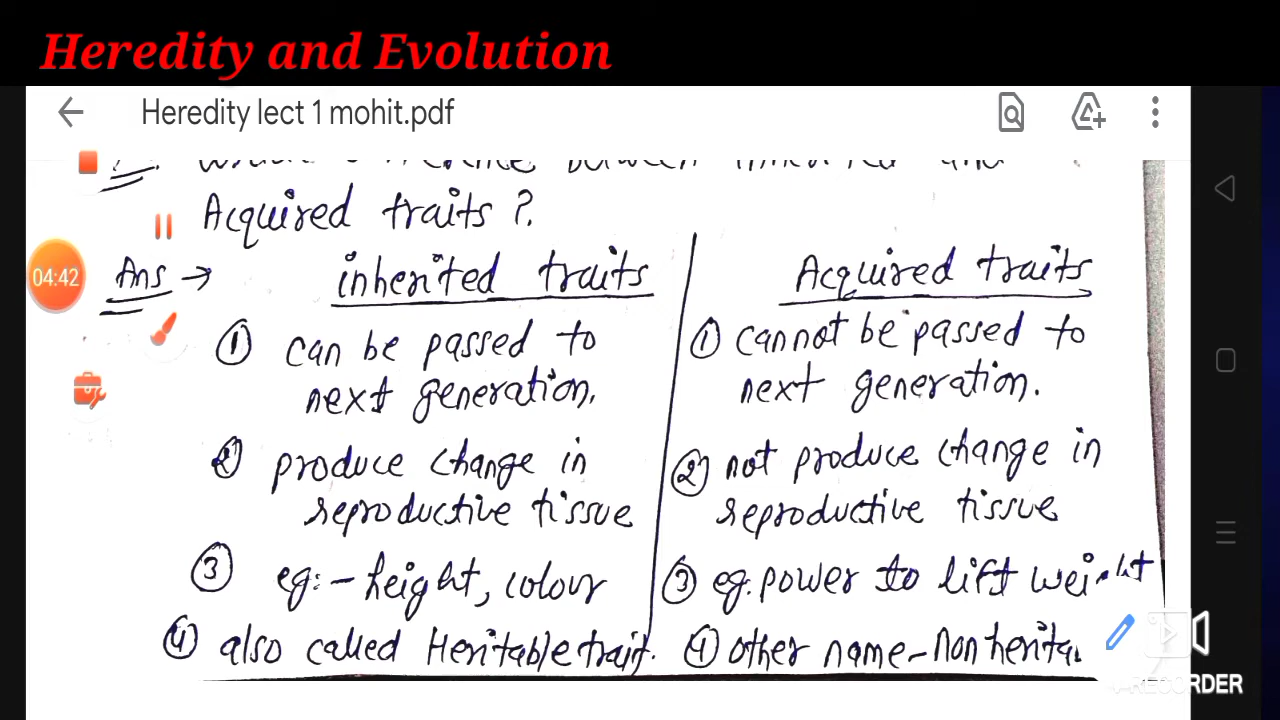 Heredity and Evolution
Heredity lect 1 mohit.pdf
between and
Acquired traits ?.
04:42
Ans → inherited traits Acquired traits
① can be passed to
next generation.
① cannot be passed to
next generation.
② produce change in
reproductive tissue
② not produce change in
reproductive tissue
③ eg:- height, colour
③ eg. power to lift weight
④ also called Heritable trait.
④ other name - Non
RECORDER